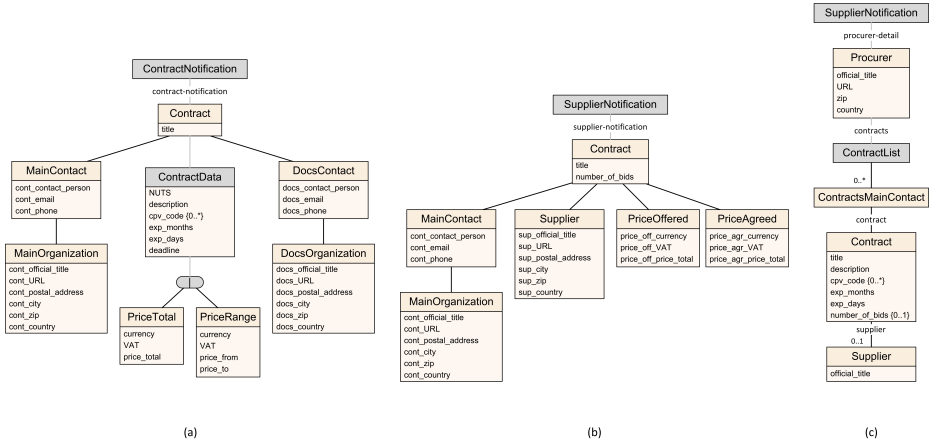 ContractNotification
contract-notification
Contract
title
MainContact
cont_contact_person
cont_email
cont_phone
MainOrganization
cont_official_title
cont_URL
cont_postal_address
cont_city
cont_zip
cont_country
ContractData
NUTS
description
cpv_code {0..*}
exp_months
exp_days
deadline
PriceTotal
currency
VAT
price_total
PriceRange
currency
VAT
price_from
price_to
DocsContact
docs_contact_person
docs_email
docs_phone
DocsOrganization
docs_official_title
docs_URL
docs_postal_address
docs_city
docs_zip
docs_country
(a)
SupplierNotification
supplier-notification
Contract
title
number_of_bids
MainContact
cont_contact_person
cont_email
cont_phone
MainOrganization
cont_official_title
cont_URL
cont_postal_address
cont_city
cont_zip
cont_country
Supplier
sup_official_title
sup_URL
sup_postal_address
sup_city
sup_zip
sup_country
PriceOffered
price_off_currency
price_off_VAT
price_off_price_total
PriceAgreed
price_agr_currency
price_agr_VAT
price_agr_price_total
(b)
SupplierNotification
procurer-detail
Procurer
official_title
URL
zip
country
contracts
ContractList
0..*
ContractsMainContact
contract
Contract
title
description
cpv_code {0..*}
exp_months
exp_days
number_of_bids {0..1}
supplier
0..1
Supplier
official_title
(c)